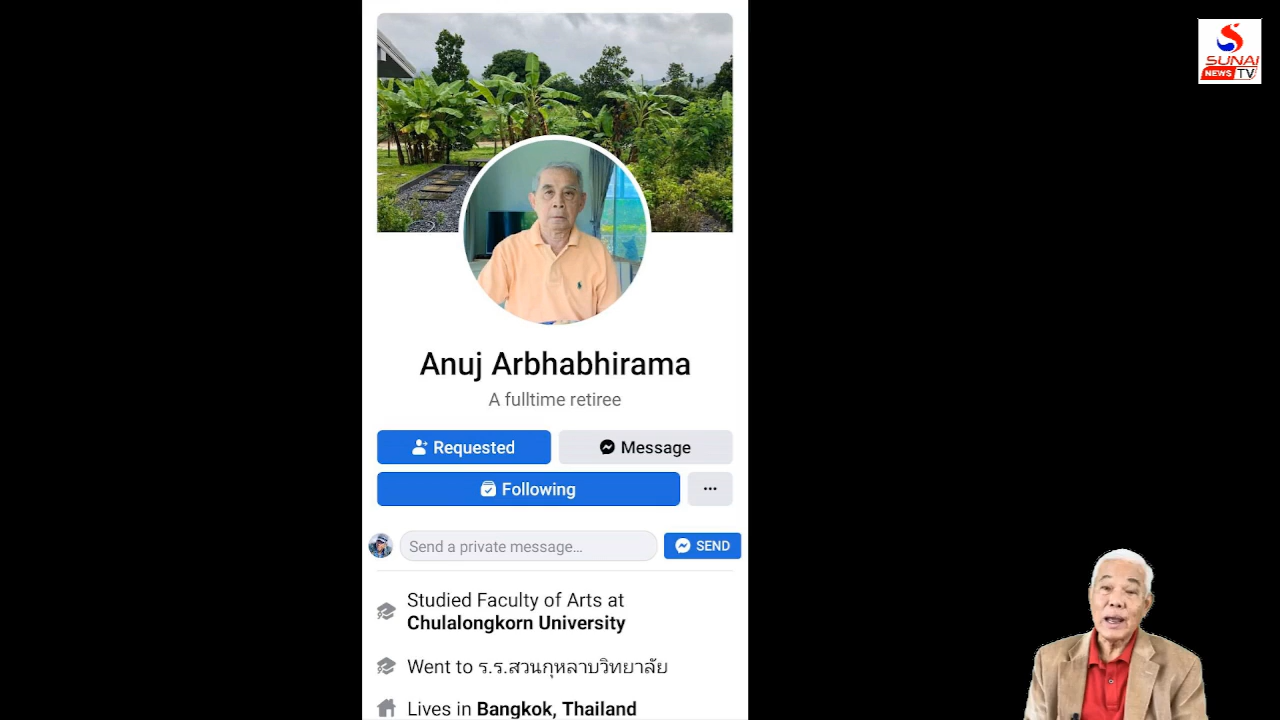 SUNAI
NEWS TV
Anuj Arbhabhirama
A fulltime retiree
Requested
Message
Following
Send a private message...
SEND
Studied Faculty of Arts at
Chulalongkorn University
Went to ร.ร.สวนกุหลาบวิทยาลัย
Lives in Bangkok, Thailand